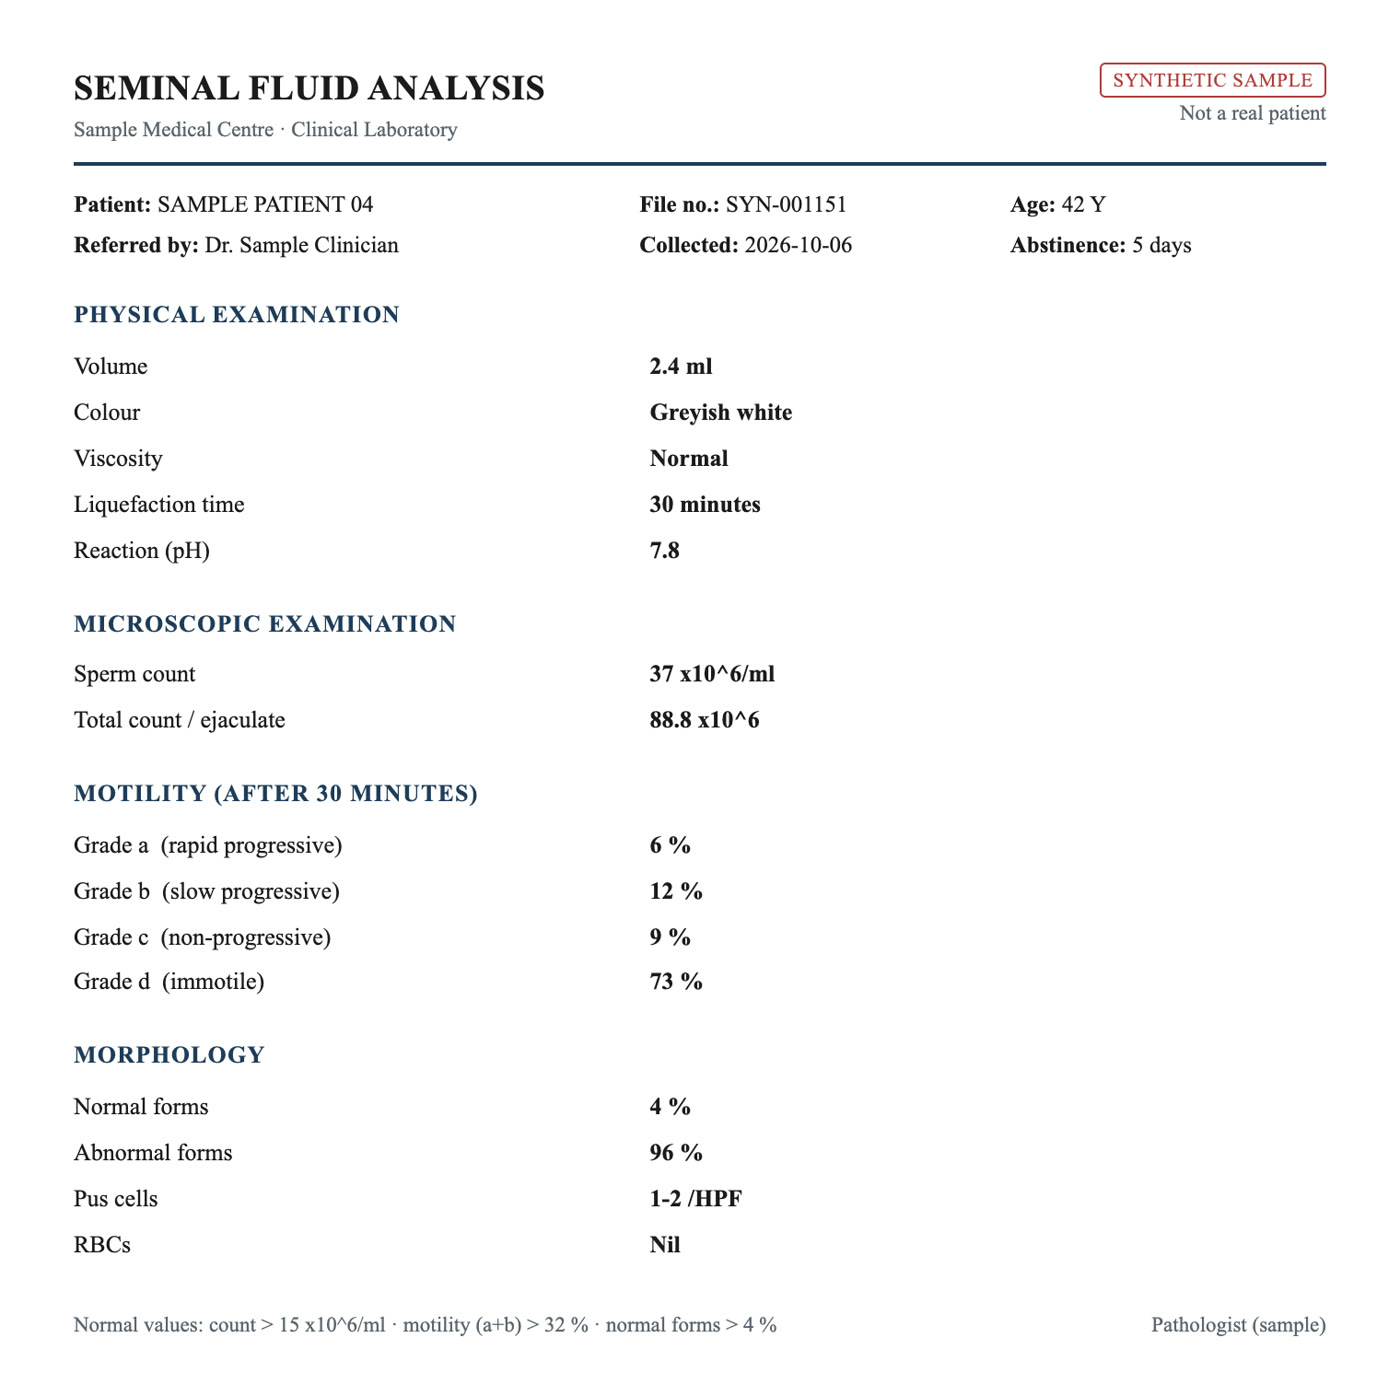 SEMINAL FLUID ANALYSIS
SYNTHETIC SAMPLE
Sample Medical Centre · Clinical Laboratory
Not a real patient
Patient: SAMPLE PATIENT 04 File no.: SYN-001151 Age: 42 Y
Referred by: Dr. Sample Clinician Collected: 2026-10-06 Abstinence: 5 days
PHYSICAL EXAMINATION
Volume 2.4 ml
Colour Greyish white
Viscosity Normal
Liquefaction time 30 minutes
Reaction (pH) 7.8
MICROSCOPIC EXAMINATION
Sperm count 37 x10^6/ml
Total count / ejaculate 88.8 x10^6
MOTILITY (AFTER 30 MINUTES)
Grade a (rapid progressive) 6 %
Grade b (slow progressive) 12 %
Grade c (non-progressive) 9 %
Grade d (immotile) 73 %
MORPHOLOGY
Normal forms 4 %
Abnormal forms 96 %
Pus cells 1-2 /HPF
RBCs Nil
Normal values: count > 15 x10^6/ml · motility (a+b) > 32 % · normal forms > 4 % Pathologist (sample)